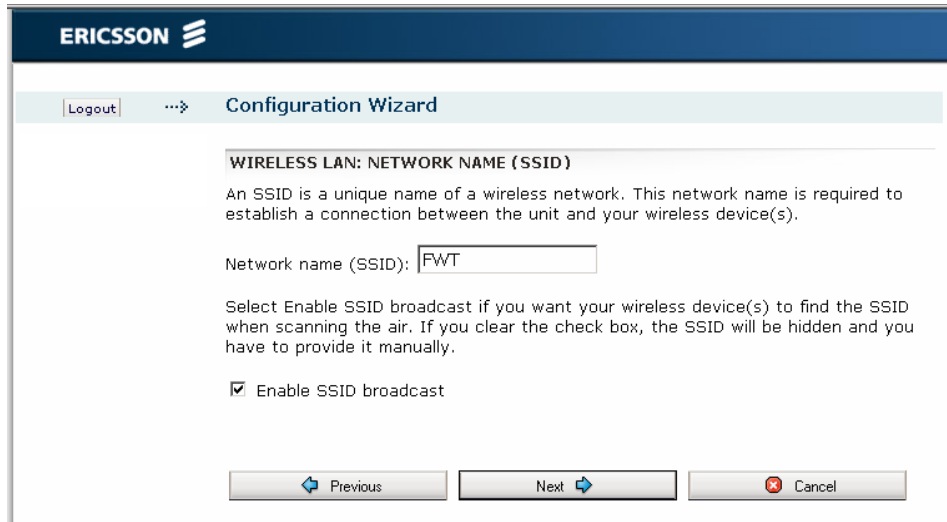 ERICSSON
Logout
Configuration Wizard
WIRELESS LAN: NETWORK NAME (SSID)
An SSID is a unique name of a wireless network. This network name is required to
establish a connection between the unit and your wireless device(s).
Network name (SSID): FWT
Select Enable SSID broadcast if you want your wireless device(s) to find the SSID
when scanning the air. If you clear the check box, the SSID will be hidden and you
have to provide it manually.
Enable SSID broadcast
Previous
Next
Cancel